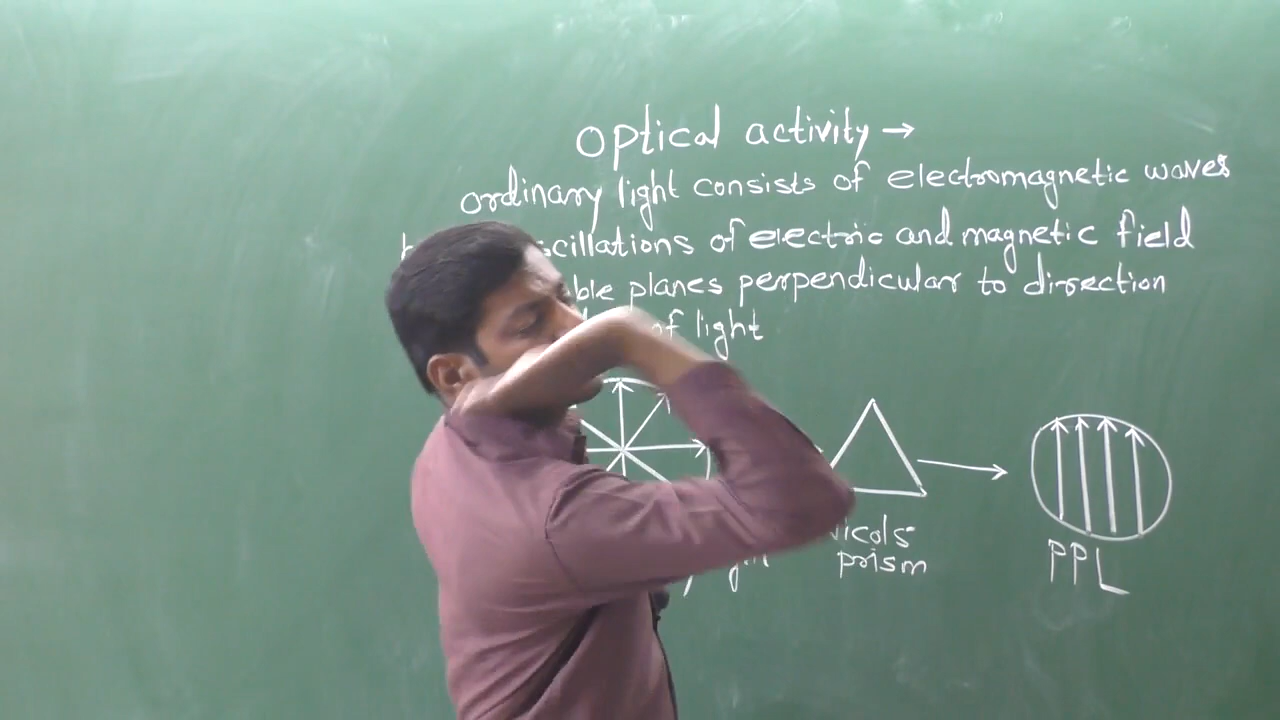 Optical activity →
ordinary light consists of electromagnetic waves
scillations of electric and magnetic field
ble planes perpendicular to direction
of light
icols
prism
PPL